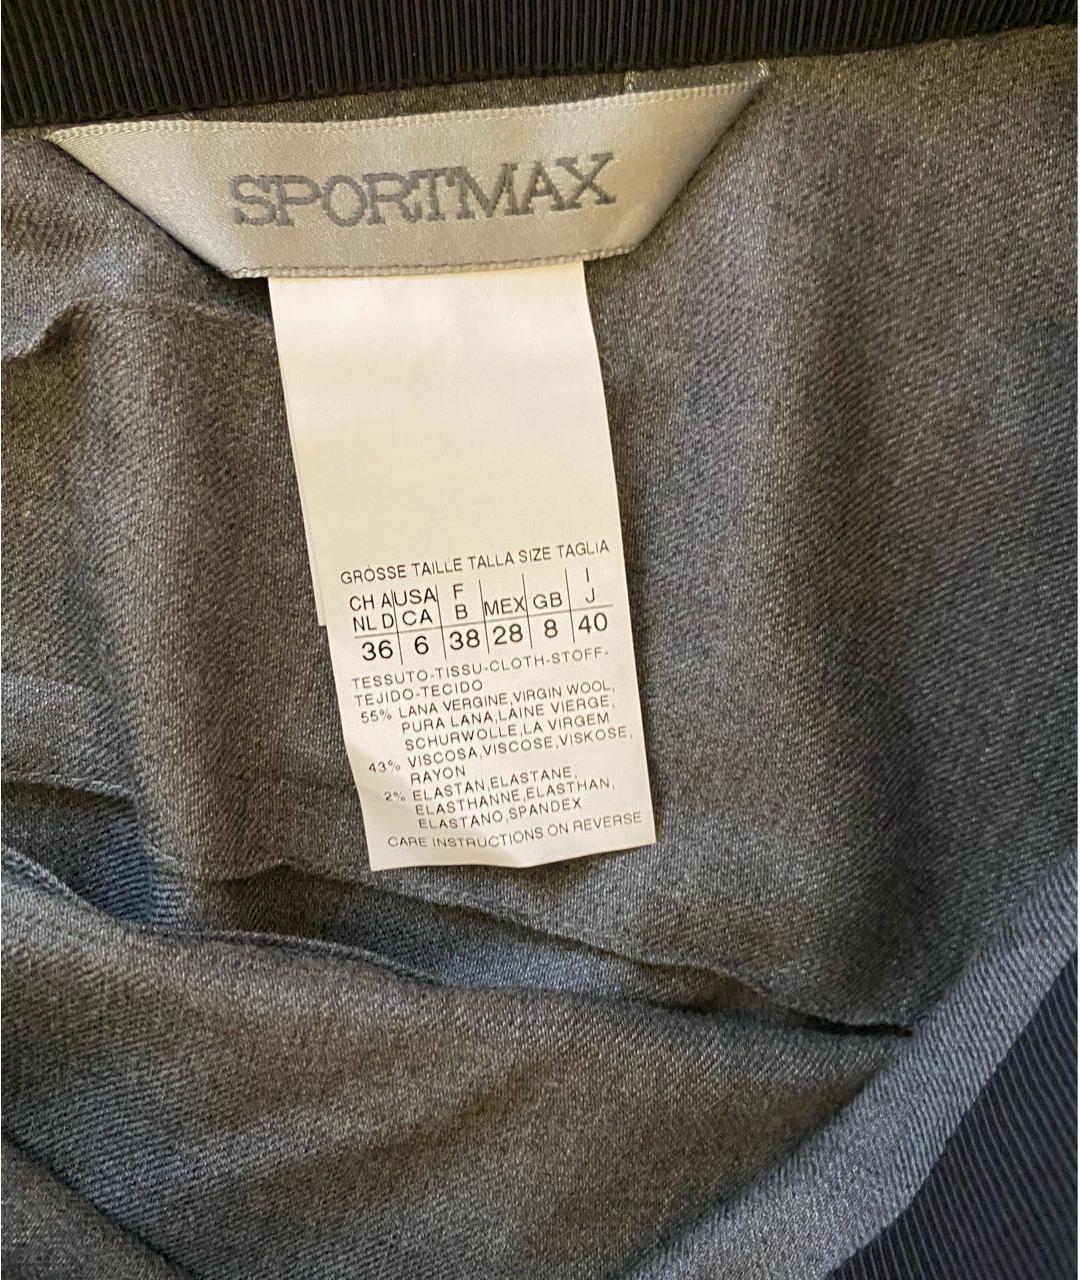 SPORTMAX
GRÖSSE TAILLE TALLA SIZE TAGLIA
CH A USA F MEX GB I
NL D CA B J
36 6 38 28 8 40
TESSUTO-TISSU-CLOTH-STOFF-
TEJIDO-TECIDO
55% LANA VERGINE,VIRGIN WOOL,
PURA LANA,LAINE VIERGE,
SCHURWOLLE,LA VIRGEM
43% VISCOSA,VISCOSE,VISKOSE,
RAYON
2% ELASTAN,ELASTANE,
ELASTHANNE,ELASTHAN,
ELASTANO,SPANDEX
CARE INSTRUCTIONS ON REVERSE